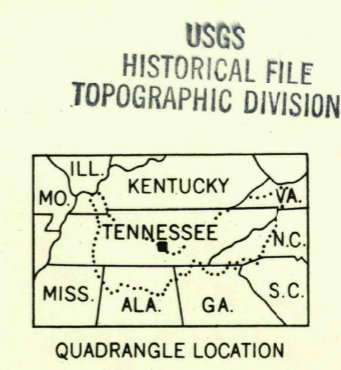 USGS
HISTORICAL FILE
TOPOGRAPHIC DIVISION
ILL.
MO.
KENTUCKY
VA.
TENNESSEE
N.C.
MISS.
ALA.
GA.
S.C.
QUADRANGLE LOCATION